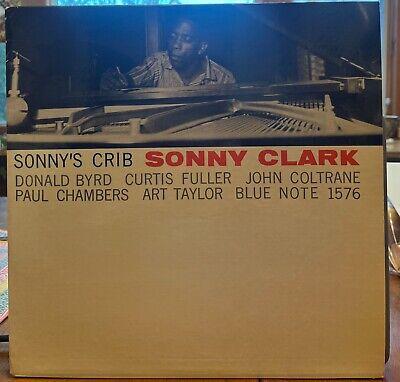 SONNY'S CRIB SONNY CLARK
DONALD BYRD CURTIS FULLER JOHN COLTRANE
PAUL CHAMBERS ART TAYLOR BLUE NOTE 1576